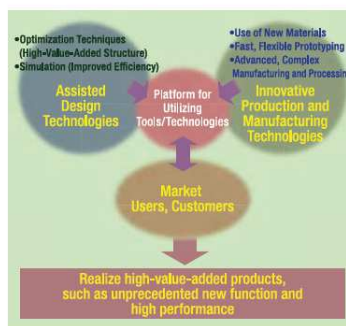 •Optimization Techniques
(High-Value-Added Structure)
•Simulation (Improved Efficiency)
Assisted
Design
Technologies
Platform for
Utilizing
Tools/Technologies
•Use of New Materials
•Fast, Flexible Prototyping
•Advanced, Complex
Manufacturing and Processin
Innovative
Production and
Manufacturing
Technologies
Market
Users, Customers
Realize high-value-added products,
such as unprecedented new function and
high performance